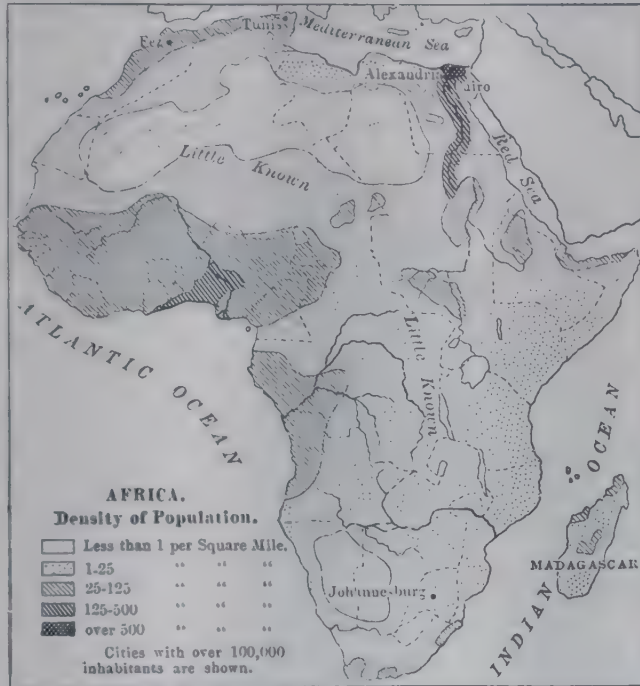 Tunis
Mediterranean Sea
Fez
Alexandria
Cairo
Little Known
Red Sea
ATLANTIC OCEAN
Little Known
INDIAN OCEAN
MADAGASCAR
Johannesburg
AFRICA.
Density of Population.
Less than 1 per Square Mile.
1-25 " " "
25-125 " " "
125-500 " " "
over 500 " " "
Cities with over 100,000
inhabitants are shown.